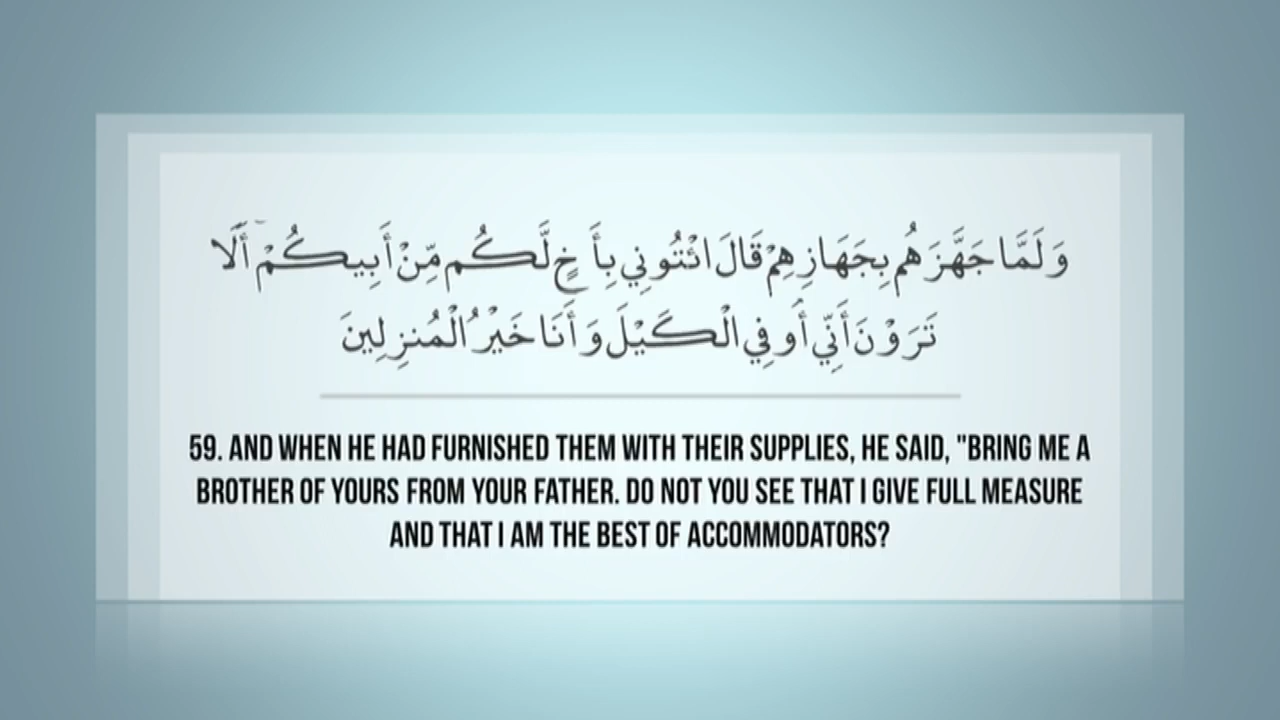 وَلَمَّا جَهَّزَهُم بِجَهَازِهِمْ قَالَ ائْتُونِي بِأَخٍ لَّكُم مِّنْ أَبِيكُمْ ۚ أَلَا
تَرَوْنَ أَنِّي أُوفِي الْكَيْلَ وَأَنَا خَيْرُ الْمُنزِلِينَ
59. AND WHEN HE HAD FURNISHED THEM WITH THEIR SUPPLIES, HE SAID, "BRING ME A
BROTHER OF YOURS FROM YOUR FATHER. DO NOT YOU SEE THAT I GIVE FULL MEASURE
AND THAT I AM THE BEST OF ACCOMMODATORS?